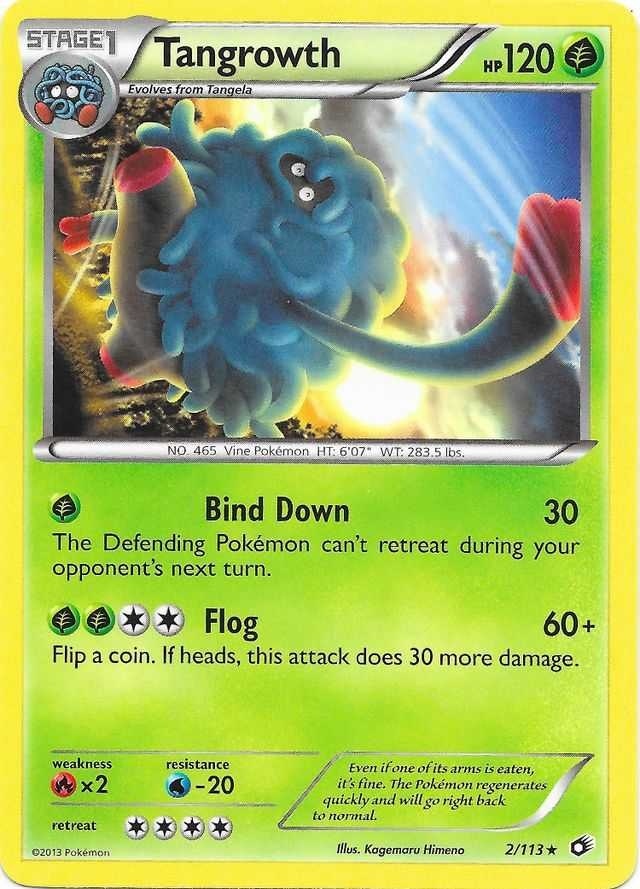 STAGE1
Tangrowth
HP120
Evolves from Tangela
NO. 465 Vine Pokémon HT: 6'07" WT: 283.5 lbs.
Bind Down 30
The Defending Pokémon can't retreat during your
opponent's next turn.
Flog 60+
Flip a coin. If heads, this attack does 30 more damage.
weakness
×2
resistance
-20
retreat
Even if one of its arms is eaten,
it's fine. The Pokémon regenerates
quickly and will go right back
to normal.
©2013 Pokémon
Illus. Kagemaru Himeno
2/113★